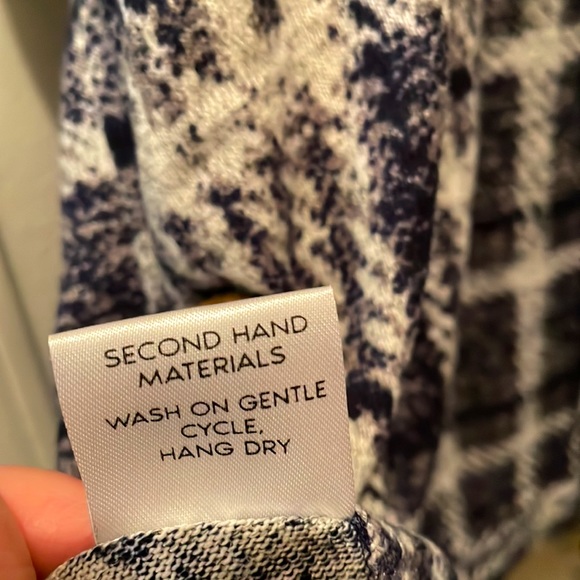 SECOND HAND
MATERIALS
WASH ON GENTLE
CYCLE,
HANG DRY